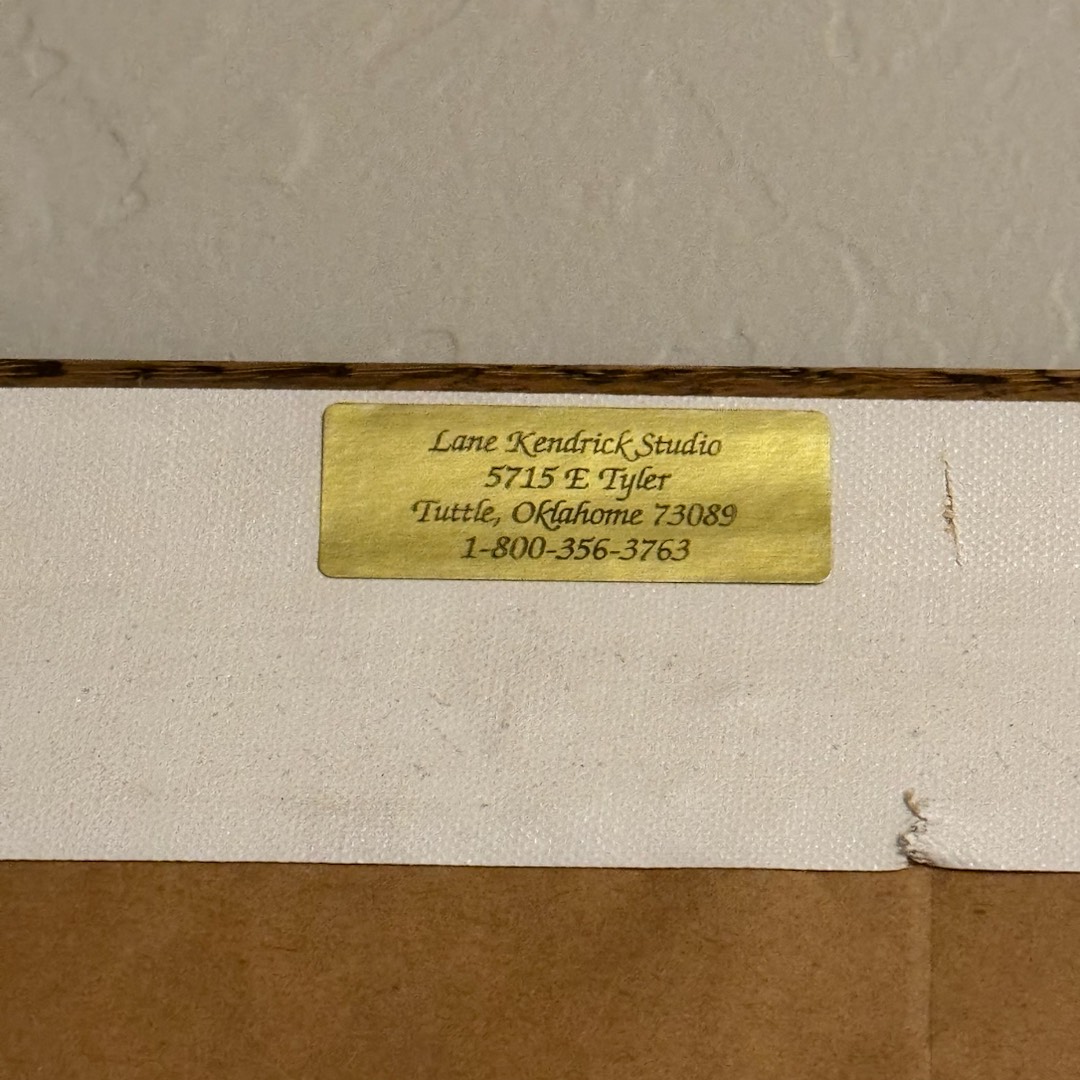 Lane Kendrick Studio
5715 E Tyler
Tuttle, Oklahome 73089
1-800-356-3763